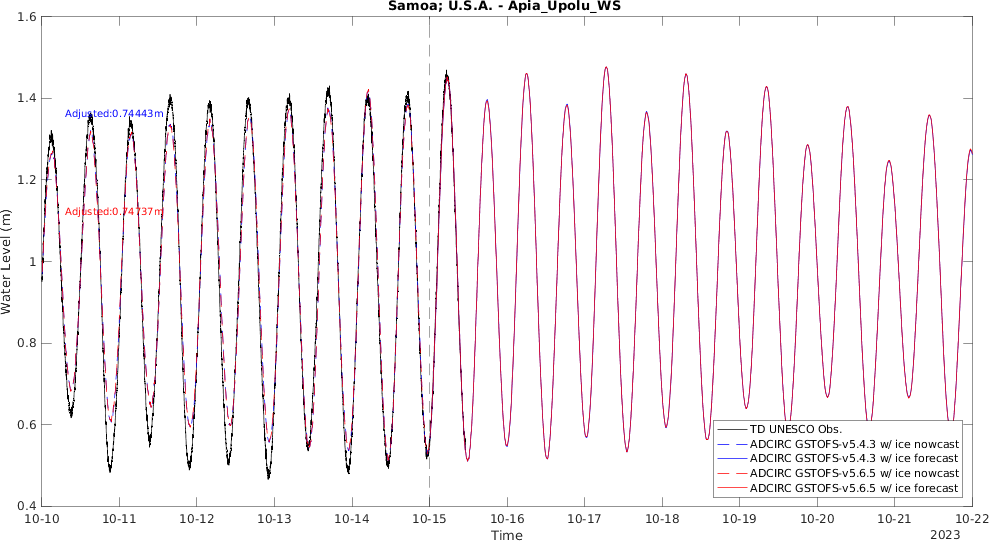 Samoa; U.S.A. - Apia_Upolu_WS
1.6
1.4
1.2
1
0.8
0.6
0.4
Water Level (m)
Adjusted:0.74443m
Adjusted:0.74737m
TD UNESCO Obs.
ADCIRC GSTOFS-v5.4.3 w/ ice nowcast
ADCIRC GSTOFS-v5.4.3 w/ ice forecast
ADCIRC GSTOFS-v5.6.5 w/ ice nowcast
ADCIRC GSTOFS-v5.6.5 w/ ice forecast
10-10 10-11 10-12 10-13 10-14 10-15 10-16 10-17 10-18 10-19 10-20 10-21 10-22
Time
2023